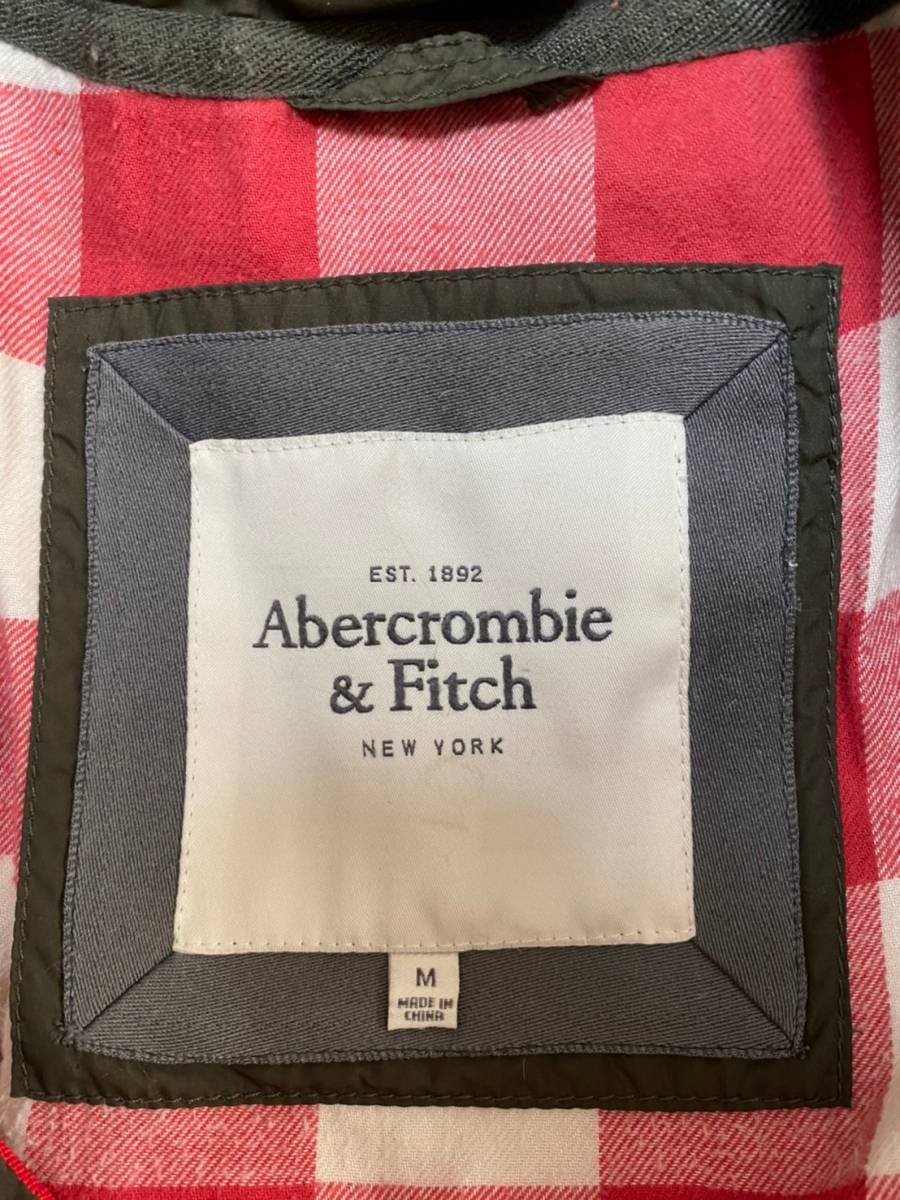 EST. 1892
Abercrombie
& Fitch
NEW YORK
M
MADE IN
CHINA